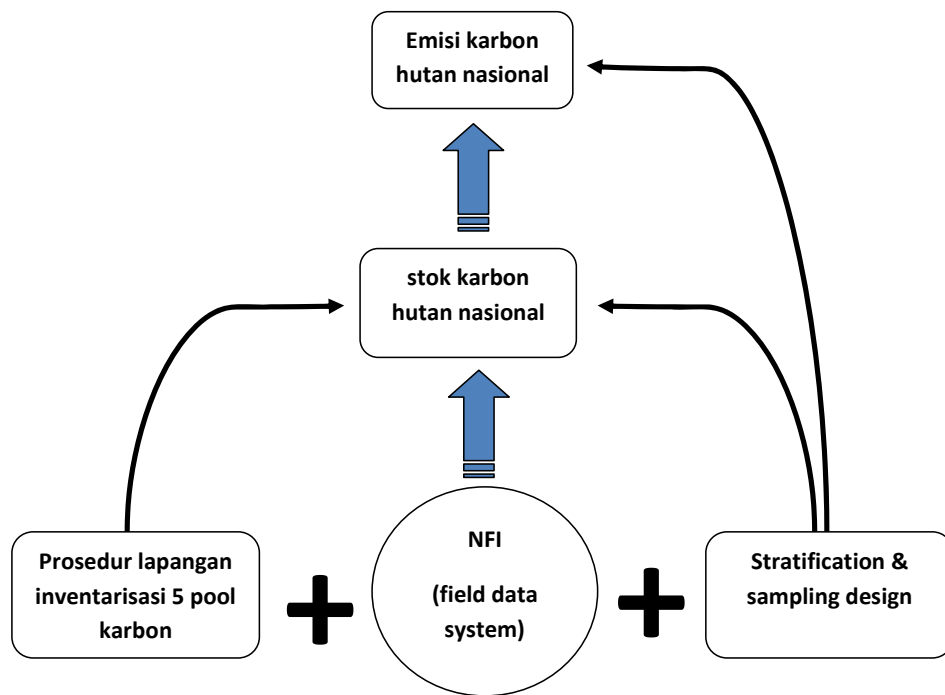 Emisi karbon
hutan nasional
stok karbon
hutan nasional
Prosedur lapangan
inventarisasi 5 pool
karbon
NFI
(field data
system)
Stratification &
sampling design